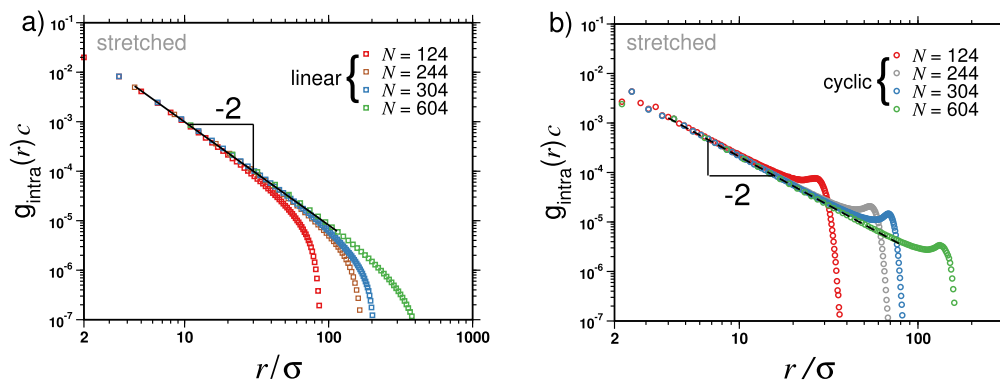 a)
stretched
linear {
N = 124
N = 244
N = 304
N = 604
-2
g_intra(r) c
10^-1
10^-2
10^-3
10^-4
10^-5
10^-6
10^-7
2
10
100
1000
r/σ
b)
stretched
cyclic {
N = 124
N = 244
N = 304
N = 604
-2
g_intra(r) c
10^-1
10^-2
10^-3
10^-4
10^-5
10^-6
10^-7
2
10
100
r/σ